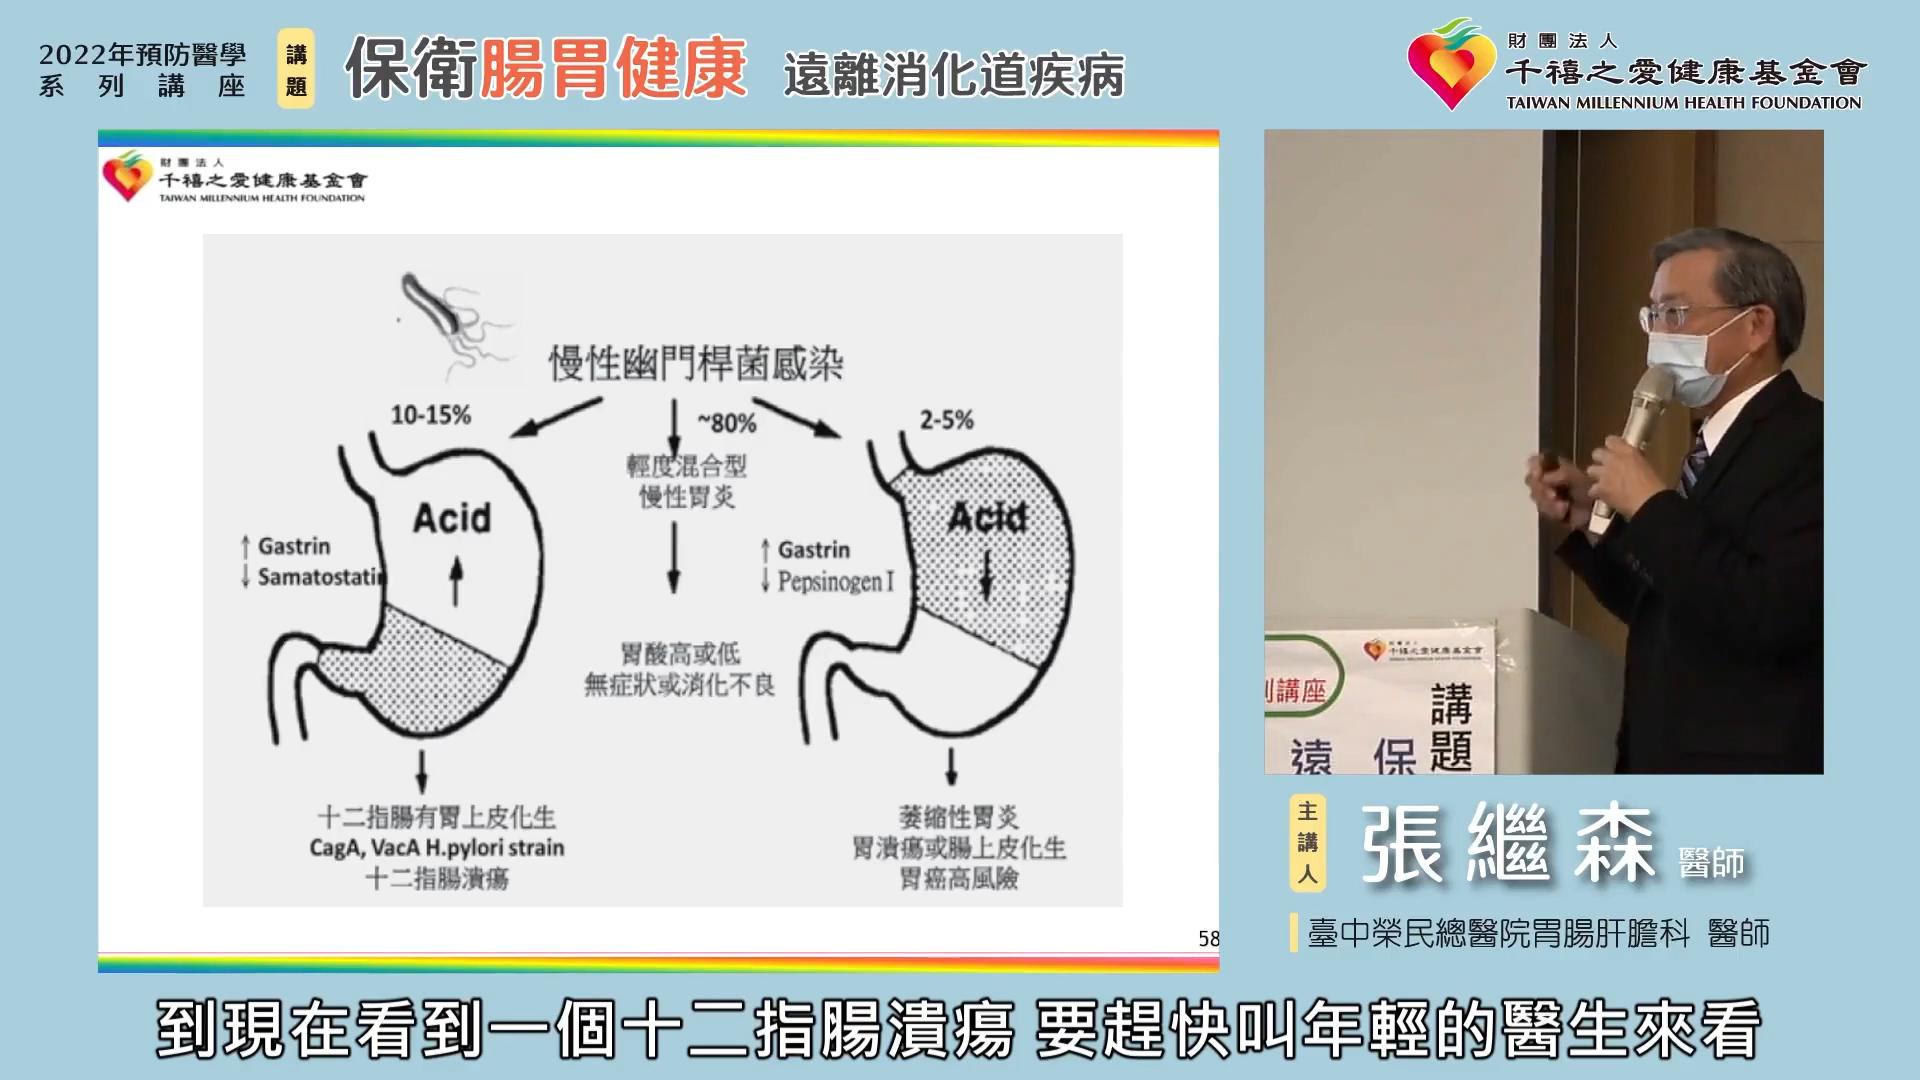 2022年預防醫學
系列講座
講題
保衛腸胃健康 遠離消化道疾病
財團法人
千禧之愛健康基金會
TAIWAN MILLENNIUM HEALTH FOUNDATION
財團法人
千禧之愛健康基金會
TAIWAN MILLENNIUM HEALTH FOUNDATION
慢性幽門桿菌感染
10-15%
~80%
2-5%
輕度混合型
慢性胃炎
Acid
Acid
↑ Gastrin
↓ Samatostatin
↑ Gastrin
↓ Pepsinogen I
胃酸高或低
無症狀或消化不良
十二指腸有胃上皮化生
CagA, VacA H.pylori strain
十二指腸潰瘍
萎縮性胃炎
胃潰瘍或腸上皮化生
胃癌高風險
58
千禧之愛健康基金會
講座
講題
保
遠
主講人
張繼森 醫師
臺中榮民總醫院胃腸肝膽科 醫師
到現在看到一個十二指腸潰瘍 要趕快叫年輕的醫生來看